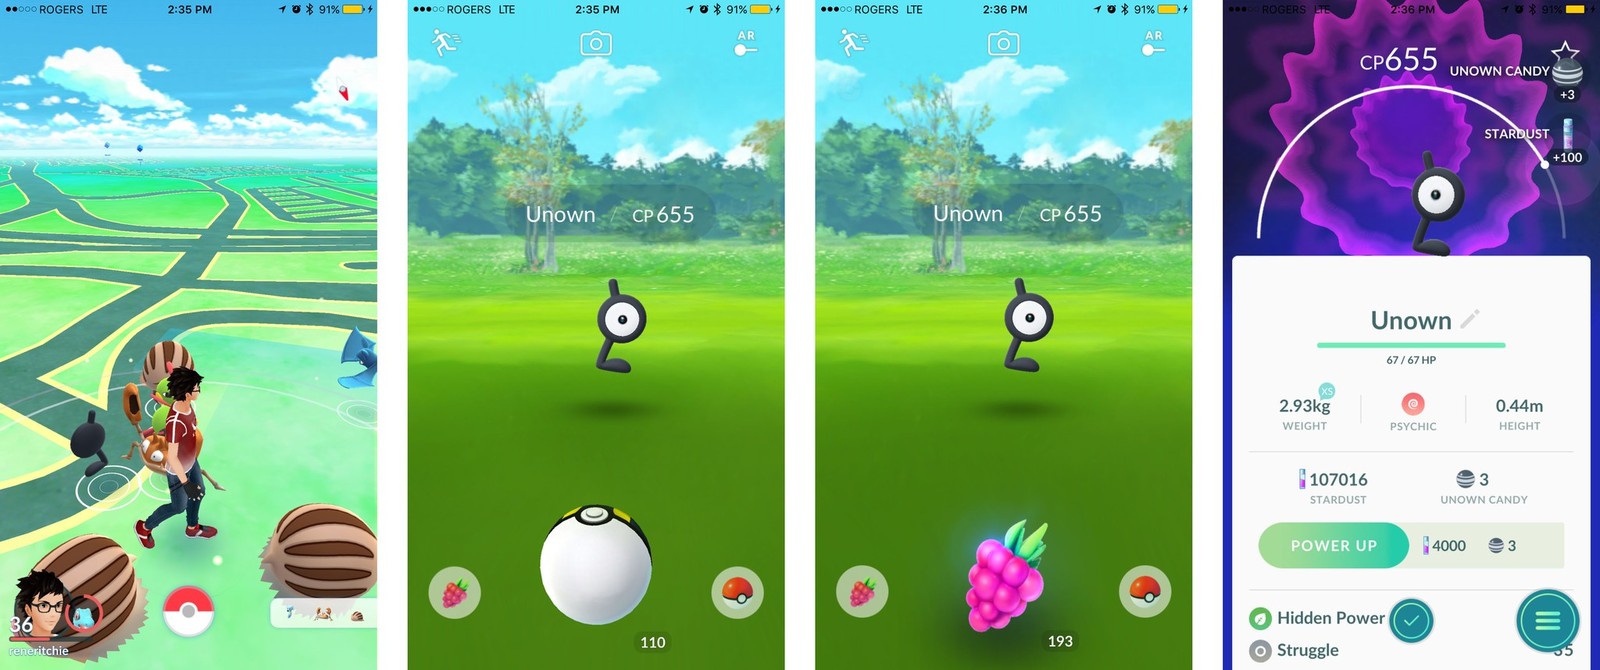 ROGERS LTE 2:35 PM 91%
36
reneritchie
ROGERS LTE 2:35 PM 91%
AR
Unown / CP655
110
ROGERS LTE 2:36 PM 91%
AR
Unown / CP655
193
ROGERS LTE 2:36 PM 91%
CP655
UNOWN CANDY
+3
STARDUST
+100
Unown
67 / 67 HP
XS
2.93kg
WEIGHT
PSYCHIC
0.44m
HEIGHT
107016
STARDUST
3
UNOWN CANDY
POWER UP 4000 3
Hidden Power
Struggle 35